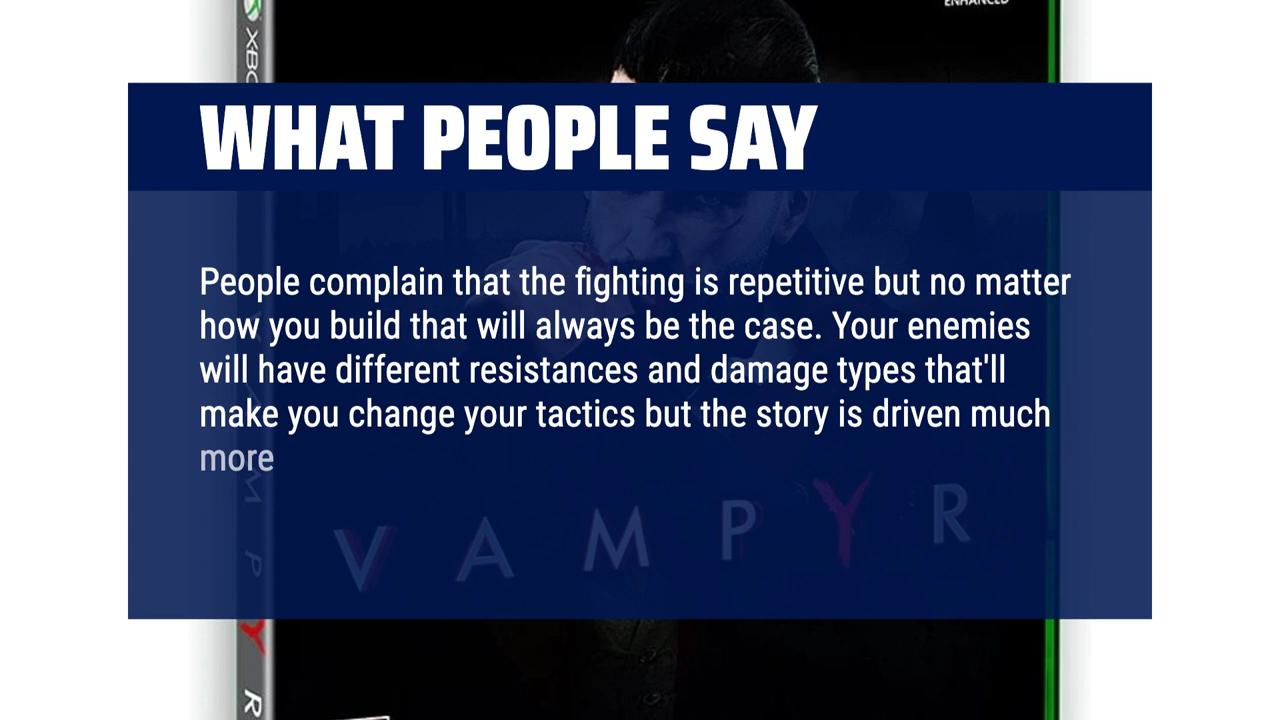 ENHANCED
XBO
WHAT PEOPLE SAY
People complain that the fighting is repetitive but no matter
how you build that will always be the case. Your enemies
will have different resistances and damage types that'll
make you change your tactics but the story is driven much
more
VAMPYR
M P Y R